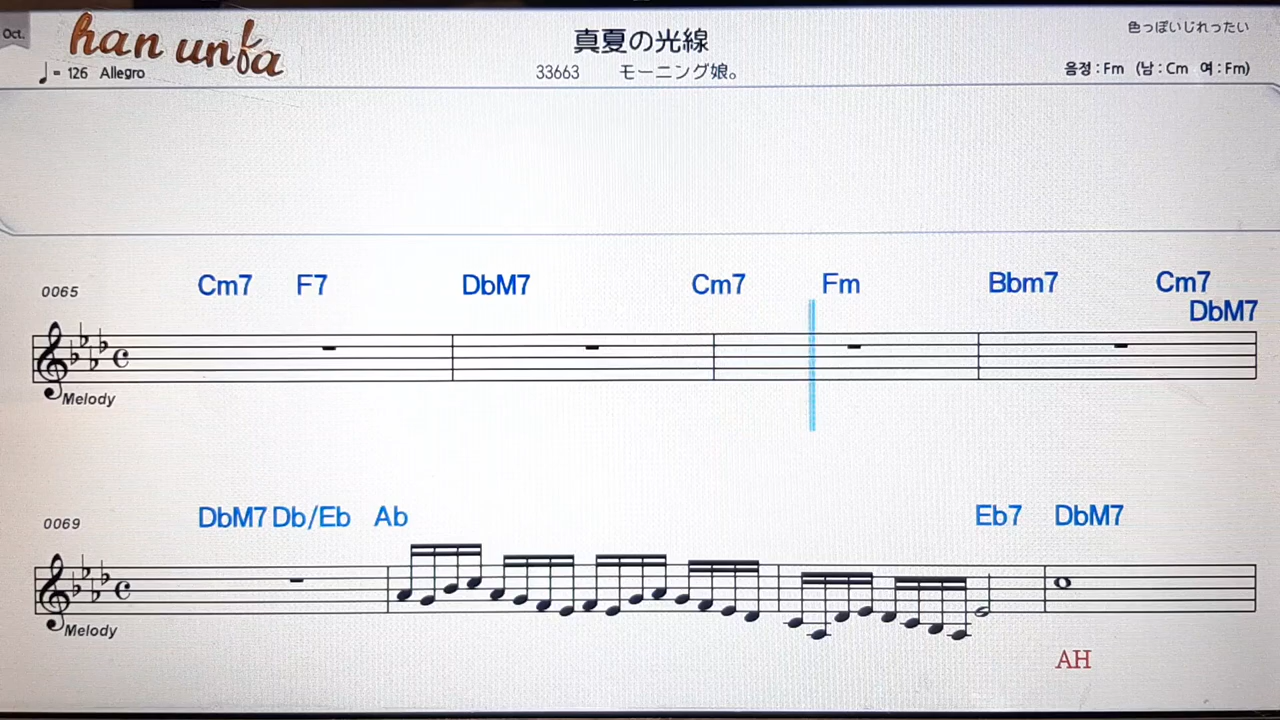 Oct.
han unfa
真夏の光線
色っぽいじれったい
= 126 Allegro
33663 モーニング娘。
음정 : Fm (남 : Cm 여 : Fm)
0065
Cm7 F7 DbM7 Cm7 Fm Bbm7 Cm7
DbM7
Melody
0069
DbM7 Db/Eb Ab Eb7 DbM7
Melody
AH